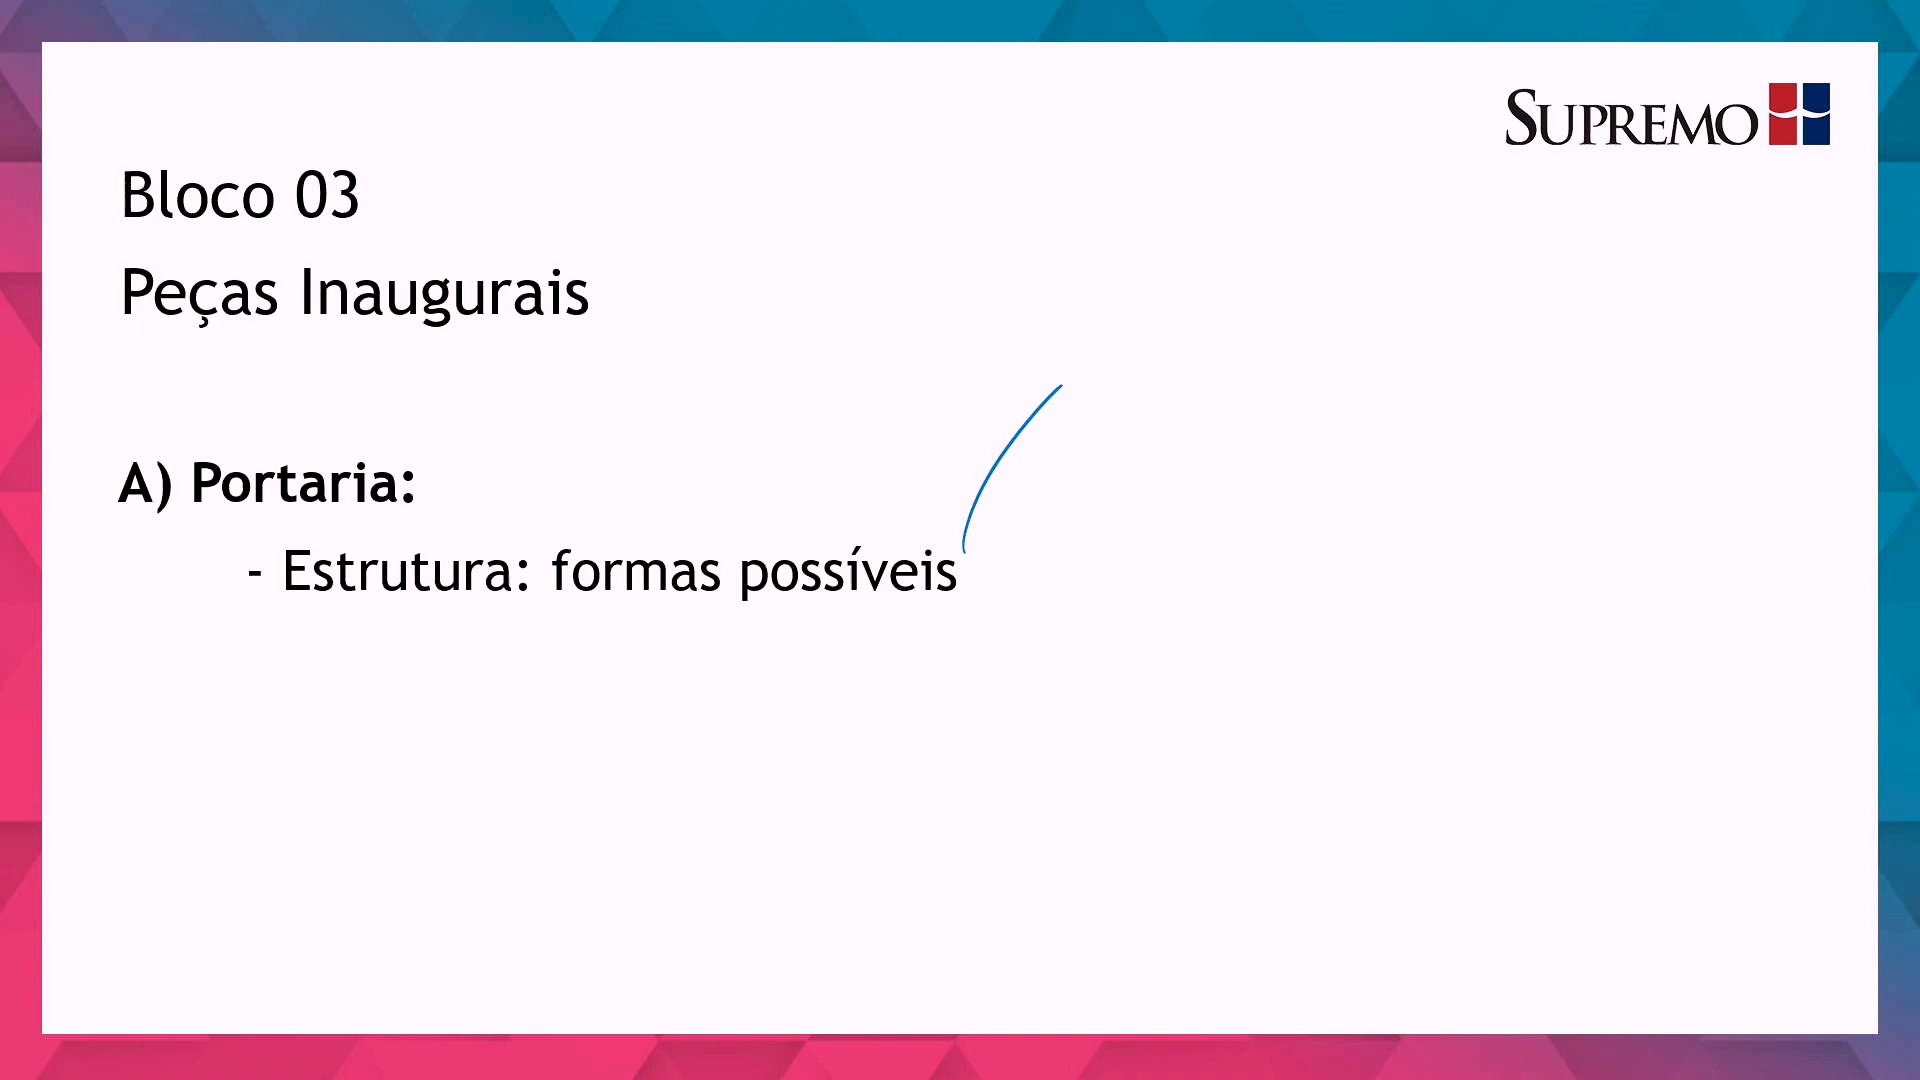 SUPREMO
Bloco 03
Peças Inaugurais
A) Portaria:
- Estrutura: formas possíveis